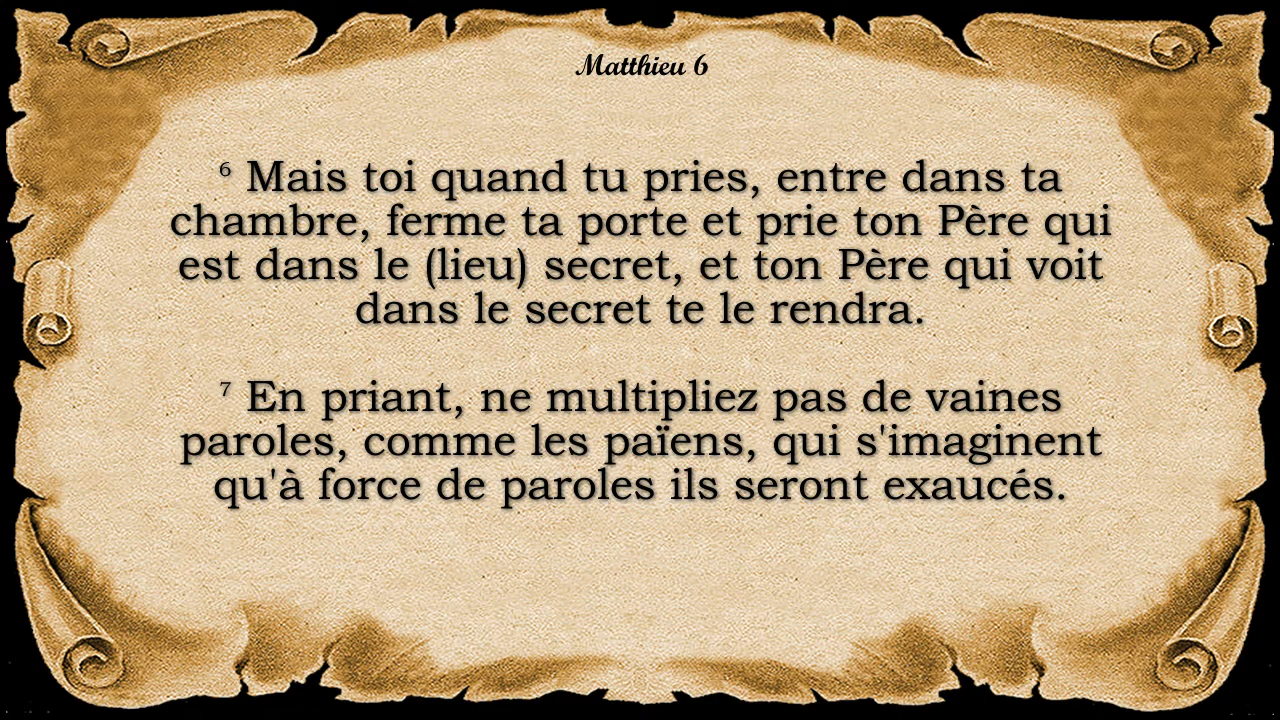 Matthieu 6
6 Mais toi quand tu pries, entre dans ta
chambre, ferme ta porte et prie ton Père qui
est dans le (lieu) secret, et ton Père qui voit
dans le secret te le rendra.
7 En priant, ne multipliez pas de vaines
paroles, comme les païens, qui s'imaginent
qu'à force de paroles ils seront exaucés.